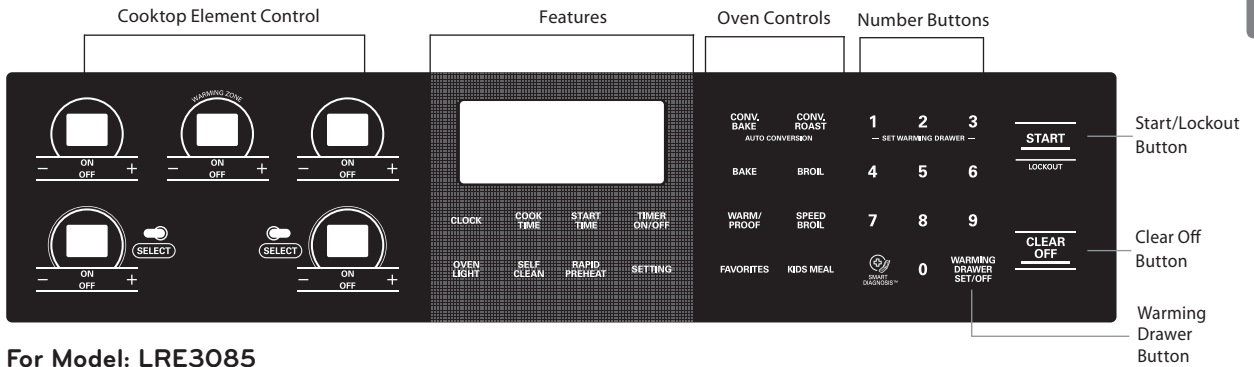 Cooktop Element Control
Features
Oven Controls
Number Buttons
WARMING ZONE
− ON OFF +
− ON OFF +
− ON OFF +
SELECT
SELECT
− ON OFF +
− ON OFF +
CLOCK
COOK
TIME
START
TIME
TIMER
ON/OFF
OVEN
LIGHT
SELF
CLEAN
RAPID
PREHEAT
SETTING
CONV.
BAKE
CONV.
ROAST
AUTO CONVERSION
BAKE
BROIL
WARM/
PROOF
SPEED
BROIL
FAVORITES
KIDS MEAL
1 2 3
— SET WARMING DRAWER —
4 5 6
7 8 9
SMART
DIAGNOSIS™
0
WARMING
DRAWER
SET/OFF
START
LOCKOUT
CLEAR
OFF
Start/Lockout
Button
Clear Off
Button
Warming
Drawer
Button
For Model: LRE3085